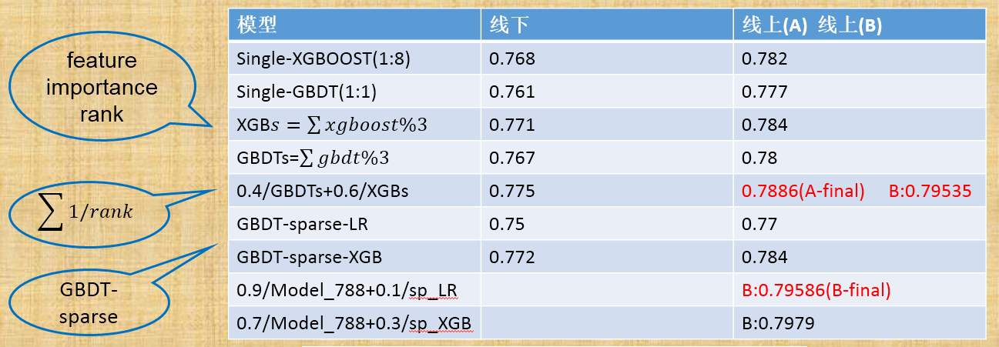 feature
importance
rank
∑ 1/rank
GBDT-
sparse
模型 线下 线上(A) 线上(B)
Single-XGBOOST(1:8) 0.768 0.782
Single-GBDT(1:1) 0.761 0.777
XGBs = ∑ xgboost%3 0.771 0.784
GBDTs=∑ gbdt%3 0.767 0.78
0.4/GBDTs+0.6/XGBs 0.775 0.7886(A-final) B:0.79535
GBDT-sparse-LR 0.75 0.77
GBDT-sparse-XGB 0.772 0.784
0.9/Model_788+0.1/sp_LR B:0.79586(B-final)
0.7/Model_788+0.3/sp_XGB B:0.7979